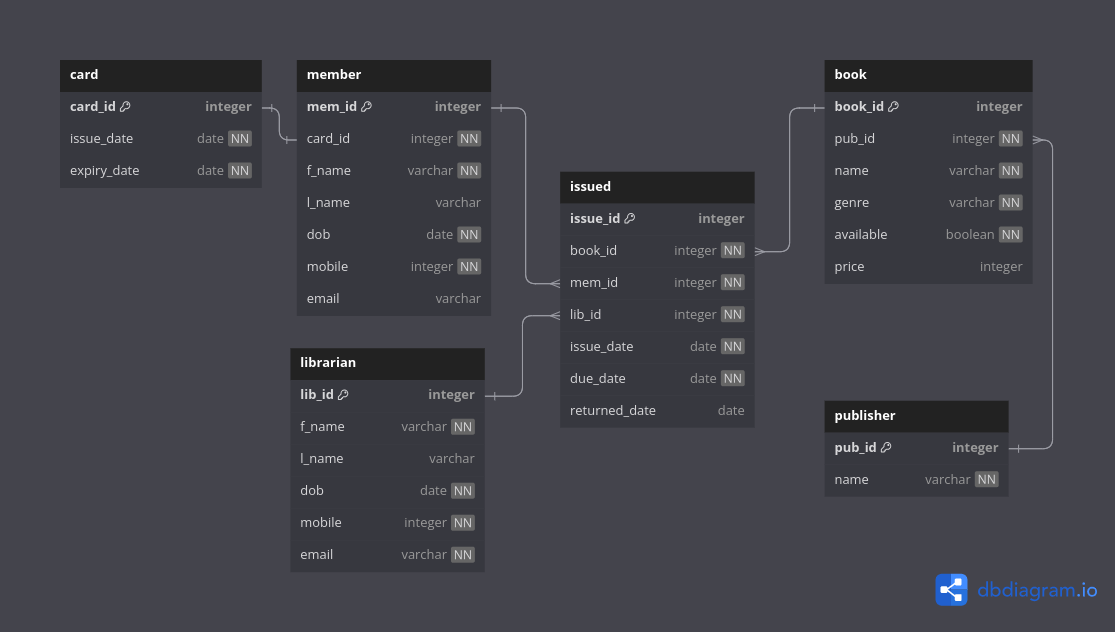 card
card_id integer
issue_date date NN
expiry_date date NN
member
mem_id integer
card_id integer NN
f_name varchar NN
l_name varchar
dob date NN
mobile integer NN
email varchar
librarian
lib_id integer
f_name varchar NN
l_name varchar
dob date NN
mobile integer NN
email varchar NN
issued
issue_id integer
book_id integer NN
mem_id integer NN
lib_id integer NN
issue_date date NN
due_date date NN
returned_date date
book
book_id integer
pub_id integer NN
name varchar NN
genre varchar NN
available boolean NN
price integer
publisher
pub_id integer
name varchar NN
dbdiagram.io